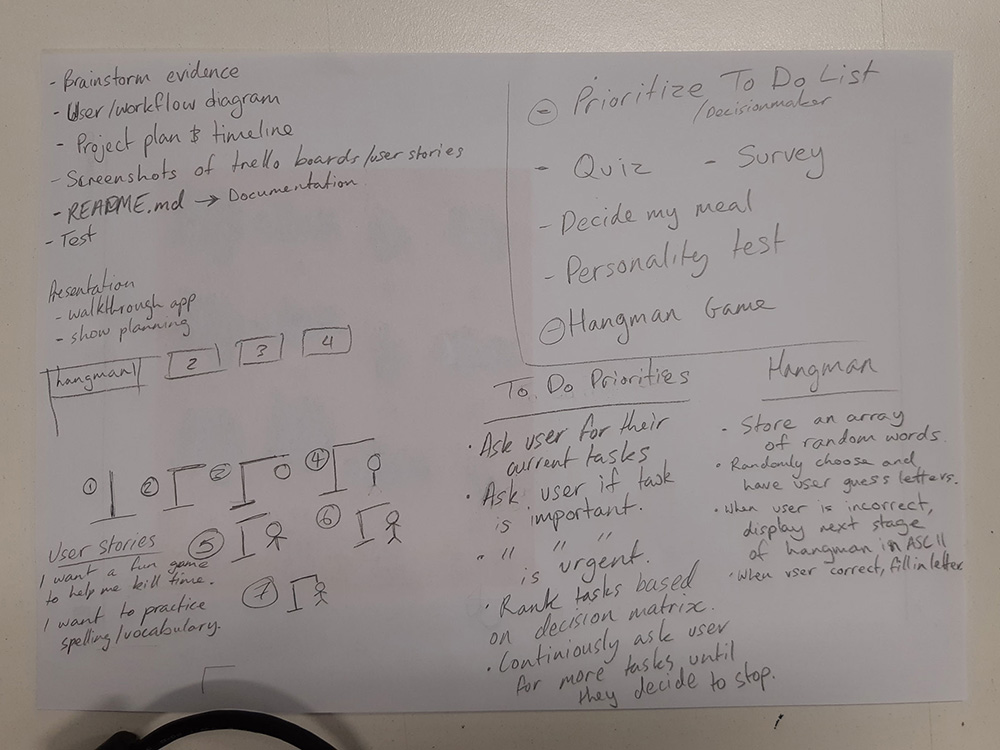 - Brainstorm evidence
- User/workflow diagram
- Project plan & timeline
- Screenshots of trello boards/user stories
- README.md → Documentation
- Test
Presentation
- walkthrough app
- show planning
hangman 2 3 4
① ② ② ④
⑤ ⑥
⑦
User Stories
I want a fun game
to help me kill time.
I want to practice
spelling/vocabulary.
- Prioritize To Do List
/Decisionmaker
- Quiz - Survey
- Decide my meal
- Personality test
- Hangman Game
To Do Priorities
• Ask user for their
current tasks
• Ask user if task
is important.
" " " "
is urgent.
• Rank tasks based
on decision matrix.
• Continiously ask user
for more tasks until
they decide to stop.
Hangman
- Store an array
of random words.
• Randomly choose and
have user guess letters.
• When user is incorrect,
display next stage
of hangman in ASCII
• When user correct, fill in letter